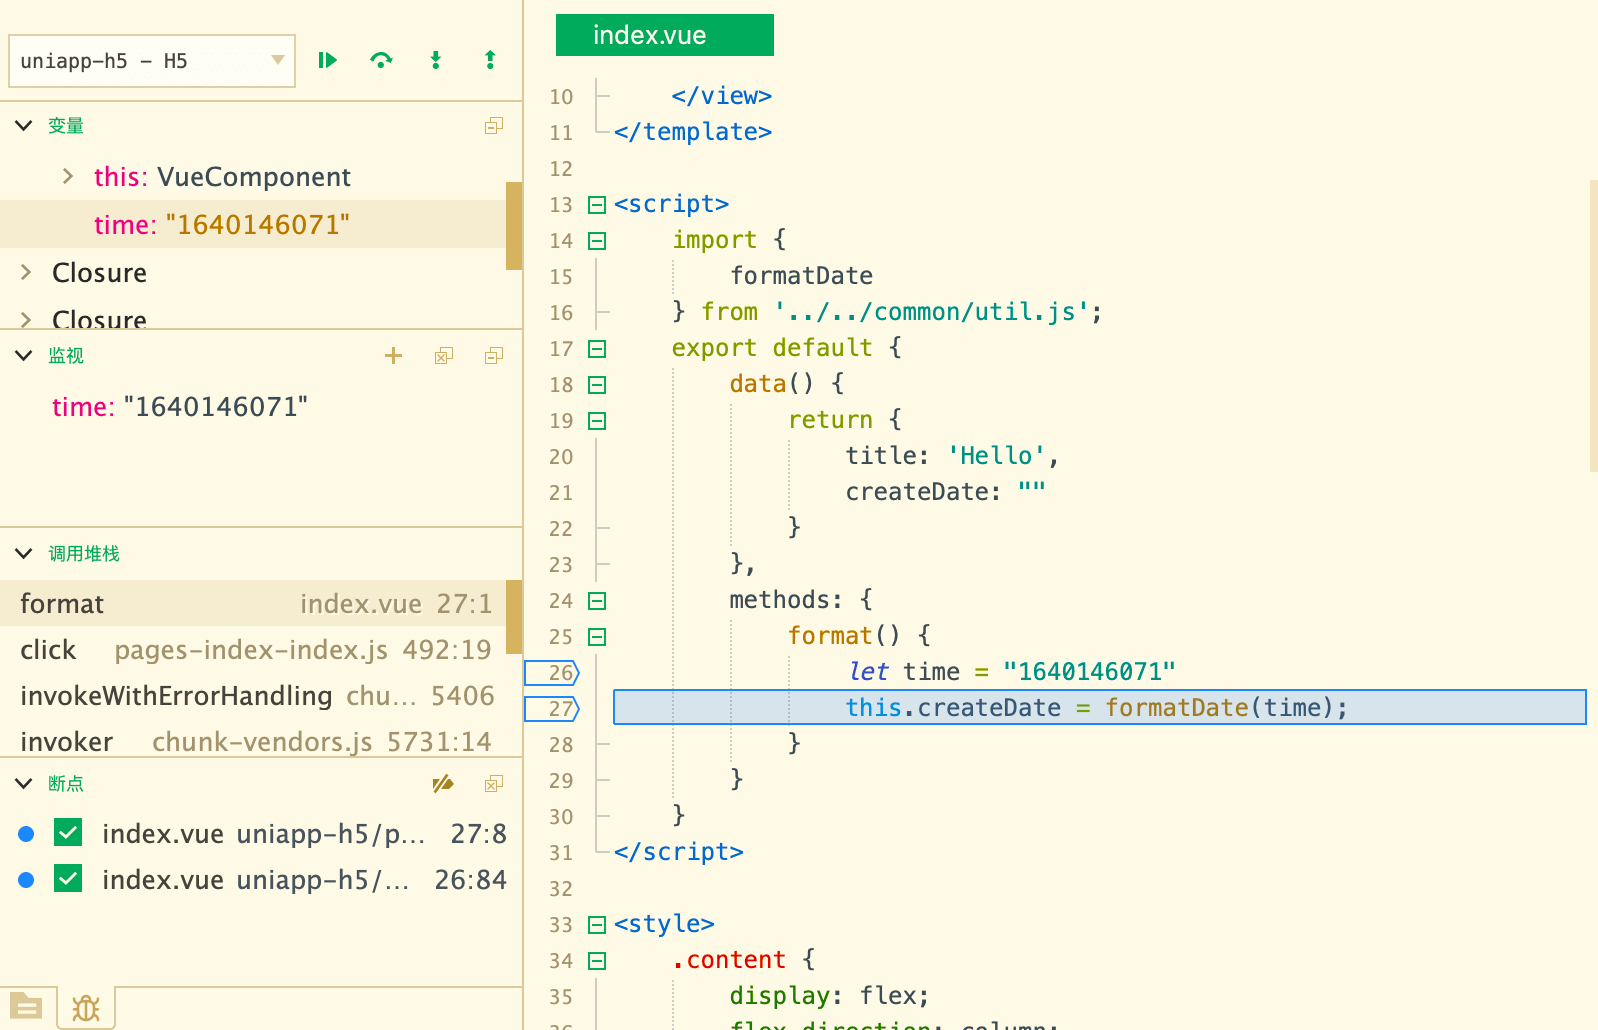 uniapp-h5 - H5
变量
this: VueComponent
time: "1640146071"
Closure
Closure
监视
time: "1640146071"
调用堆栈
format index.vue 27:1
click pages-index-index.js 492:19
invokeWithErrorHandling chu... 5406
invoker chunk-vendors.js 5731:14
断点
index.vue uniapp-h5/p... 27:8
index.vue uniapp-h5/... 26:84
index.vue
10 </view>
11 </template>
12
13 <script>
14 import {
15 formatDate
16 } from '../../common/util.js';
17 export default {
18 data() {
19 return {
20 title: 'Hello',
21 createDate: ""
22 }
23 },
24 methods: {
25 format() {
26 let time = "1640146071"
27 this.createDate = formatDate(time);
28 }
29 }
30 }
31 </script>
32
33 <style>
34 .content {
35 display: flex;
36 flex-direction: column;